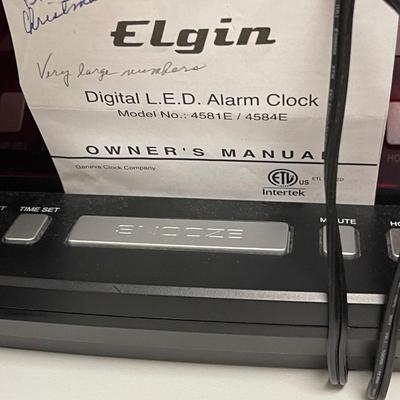 Christmas
Elgin
Very large numbers
Digital L.E.D. Alarm Clock
Model No.: 4581E / 4584E
OWNER'S MANUAL
Geneva Clock Company
ETL
US
Intertek
TIME SET
SNOOZE